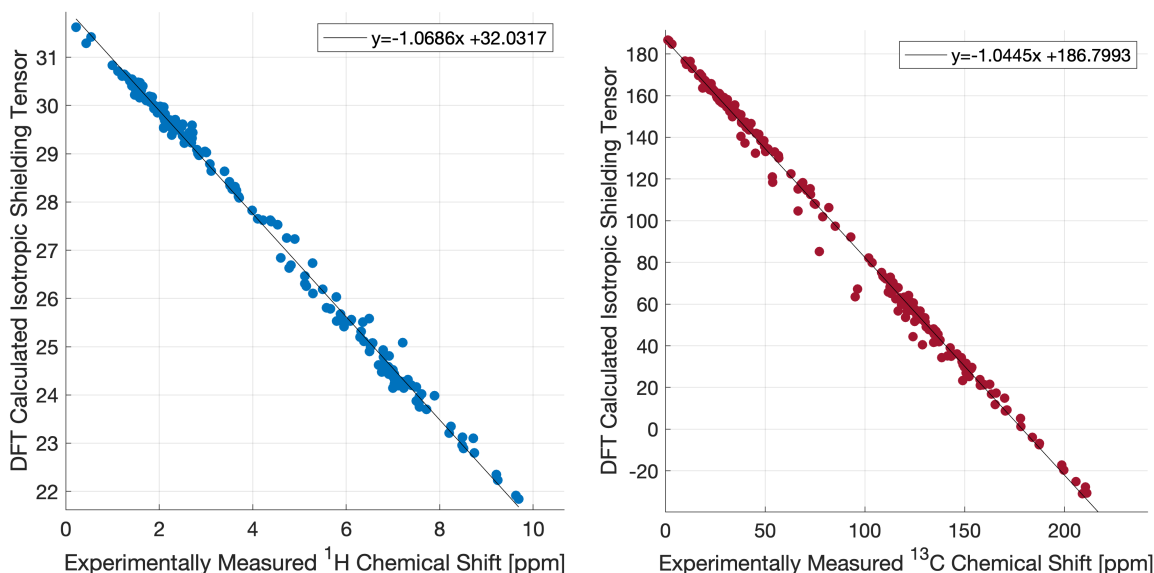 y=-1.0686x +32.0317
31
30
29
28
27
26
25
24
23
22
0 2 4 6 8 10
DFT Calculated Isotropic Shielding Tensor
Experimentally Measured ¹H Chemical Shift [ppm]
y=-1.0445x +186.7993
180
160
140
120
100
80
60
40
20
0
-20
0 50 100 150 200
DFT Calculated Isotropic Shielding Tensor
Experimentally Measured ¹³C Chemical Shift [ppm]